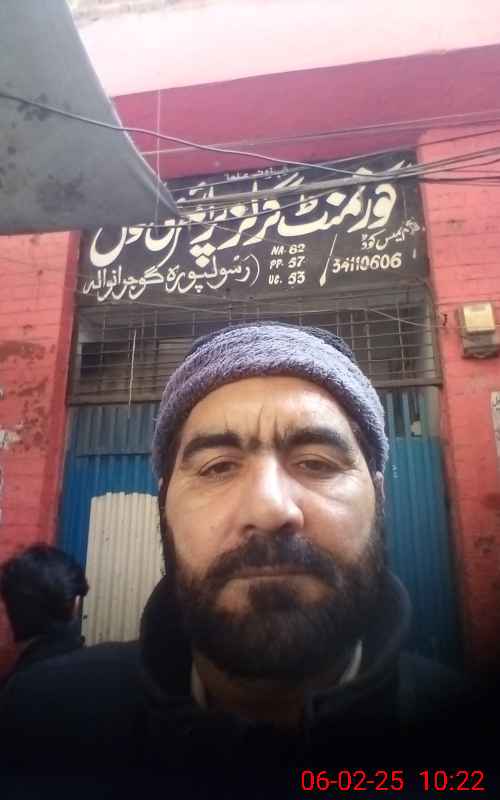 گورنمنٹ گرلز پرائمری سکول
NA. 62
PP. 57
UC. 53
ایمس کوڈ
34110606
(رسولپورہ گوجرانوالہ
06-02-25 10:22